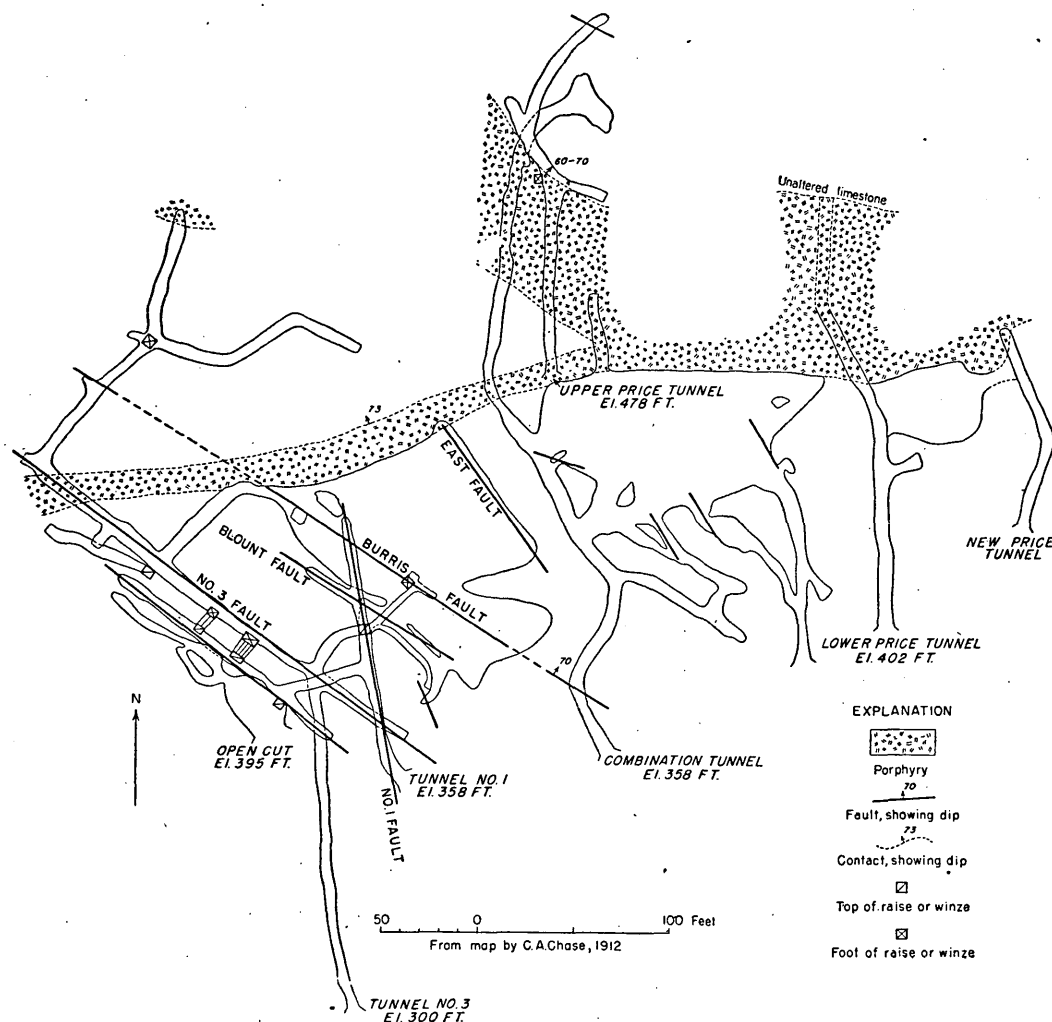 60-70
Unaltered limestone
UPPER PRICE TUNNEL
El. 478 FT.
73
EAST FAULT
NEW PRICE
TUNNEL
BLOUNT FAULT
BURRIS FAULT
NO. 3 FAULT
LOWER PRICE TUNNEL
El. 402 FT.
70
N
OPEN CUT
El. 395 FT.
TUNNEL NO. 1
El. 358 FT.
COMBINATION TUNNEL
El. 358 FT.
NO. 1 FAULT
EXPLANATION
Porphyry
70
Fault, showing dip
73
Contact, showing dip
Top of raise or winze
Foot of raise or winze
50 0 100 Feet
From map by C.A.Chase, 1912
TUNNEL NO. 3
El. 1300 FT.